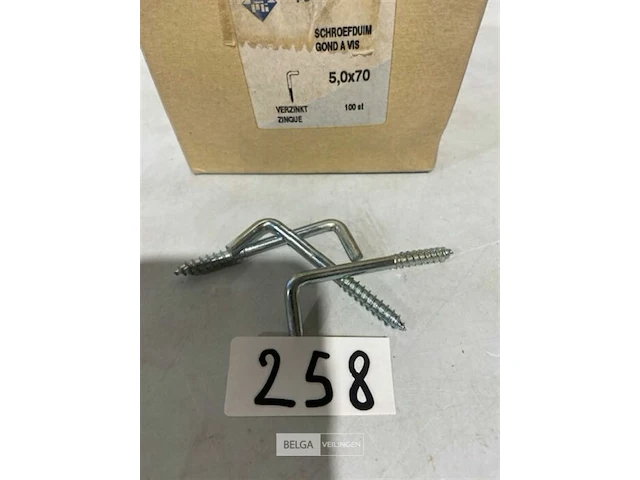 SCHROEFDUIM
GOND A VIS
5,0x70
VERZINKT
ZINQUE
100 st
258
BELGA VEILINGEN